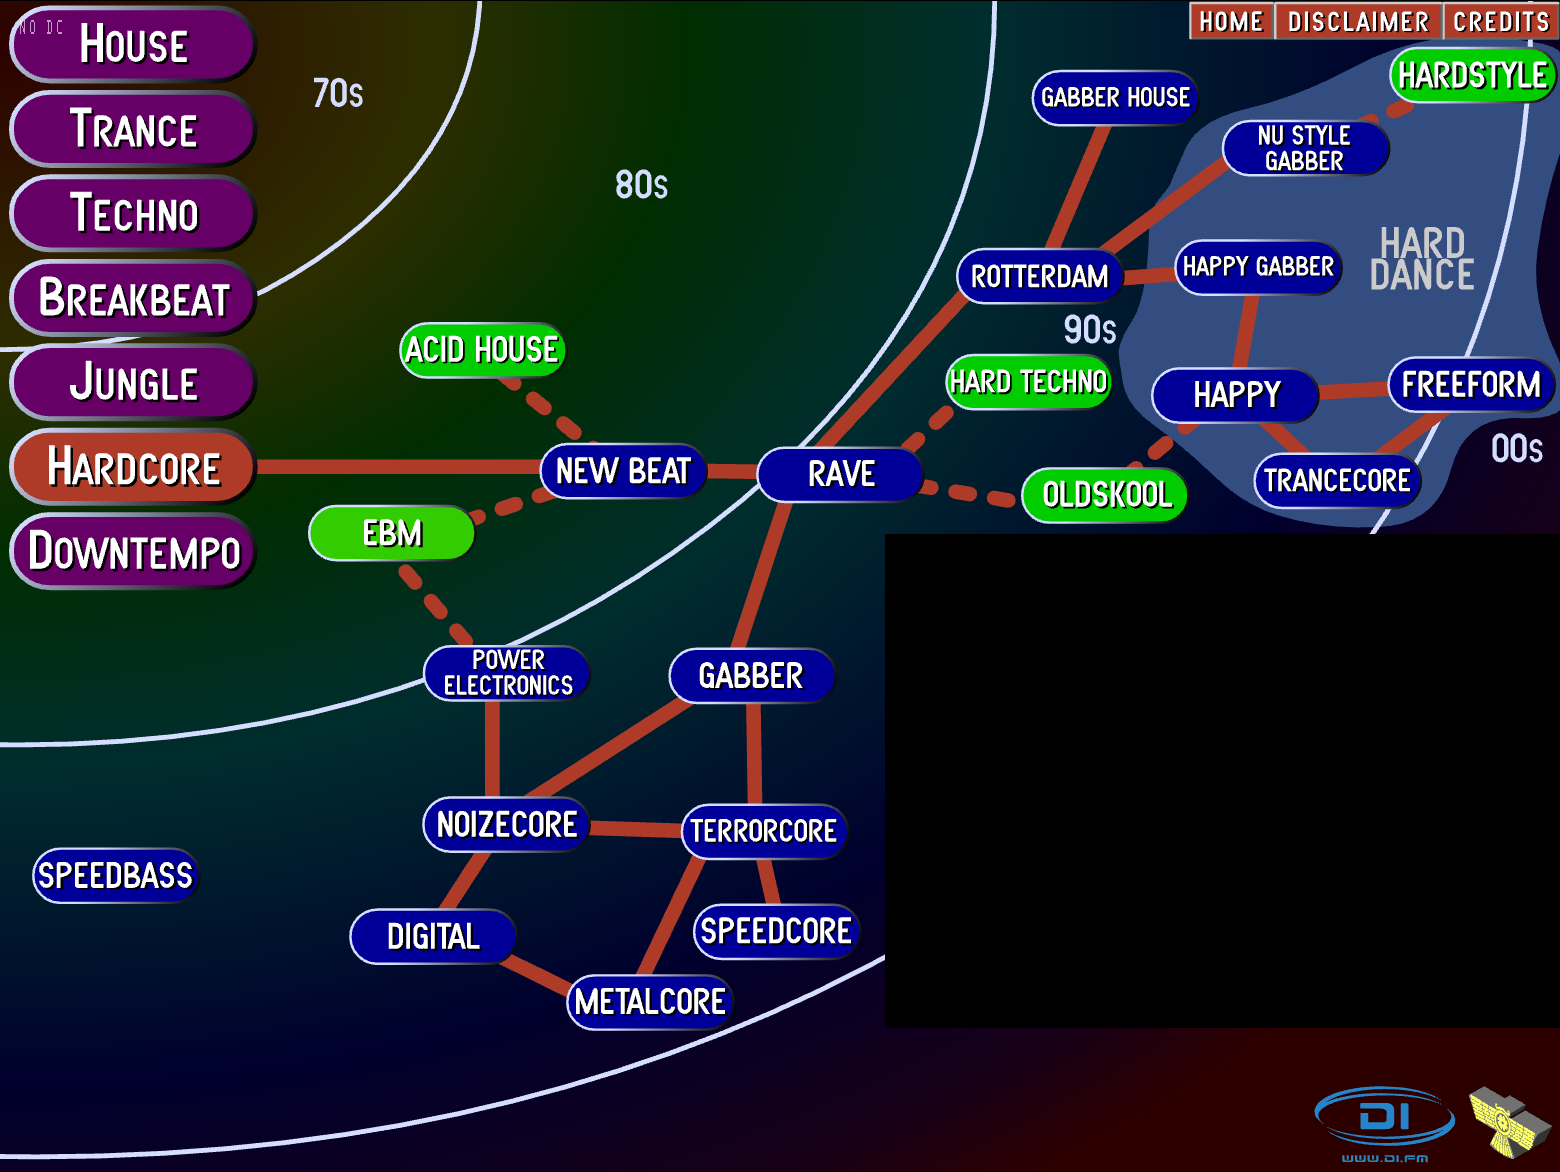 NO DC
HOUSE
TRANCE
TECHNO
BREAKBEAT
JUNGLE
HARDCORE
DOWNTEMPO
70s
80s
90s
00s
HOME
DISCLAIMER
CREDITS
HARDSTYLE
GABBER HOUSE
NU STYLE
GABBER
HARD
DANCE
ROTTERDAM
HAPPY GABBER
ACID HOUSE
HARD TECHNO
HAPPY
FREEFORM
NEW BEAT
RAVE
OLDSKOOL
TRANCECORE
EBM
POWER
ELECTRONICS
GABBER
NOIZECORE
TERRORCORE
SPEEDBASS
DIGITAL
SPEEDCORE
METALCORE
DI
WWW.DI.FM